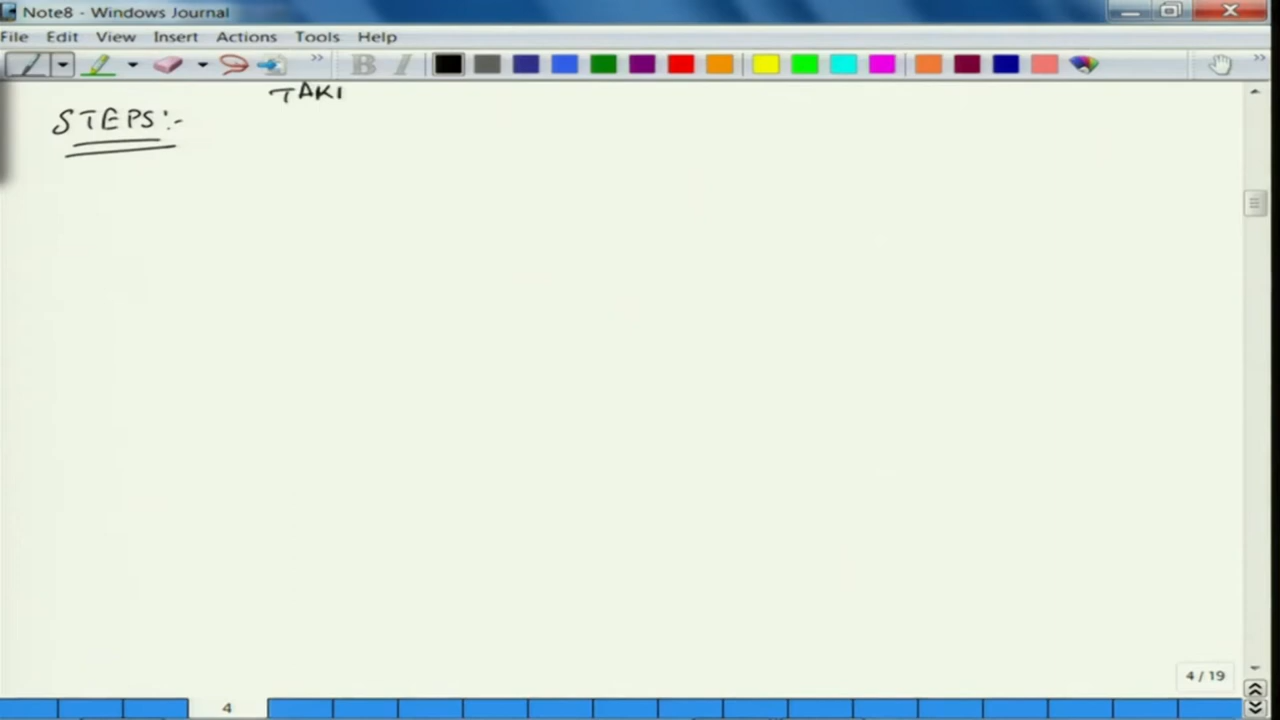 Note8 - Windows Journal
File Edit View Insert Actions Tools Help
B I
TAKI
STEPS:-
4 / 19
4